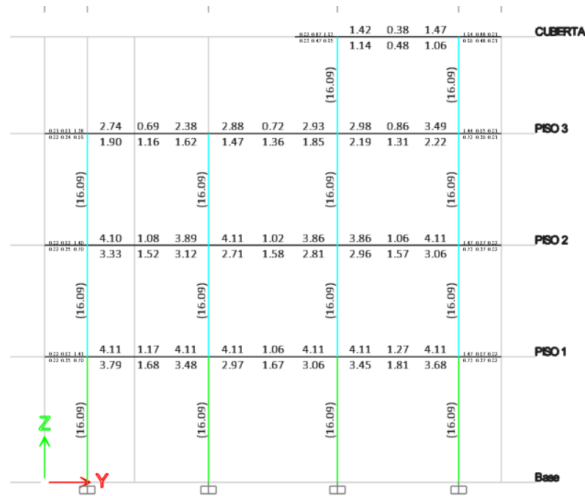 1.42 0.38 1.47 CUBIERTA
1.14 0.48 1.06
(16.09) (16.09)
2.74 0.69 2.38 2.88 0.72 2.93 2.98 0.86 3.49 PISO 3
1.90 1.16 1.62 1.47 1.36 1.85 2.19 1.31 2.22
(16.09) (16.09) (16.09) (16.09)
4.10 1.08 3.89 4.11 1.02 3.86 3.86 1.06 4.11 PISO 2
3.33 1.52 3.12 2.71 1.58 2.81 2.96 1.57 3.06
(16.09) (16.09) (16.09) (16.09)
4.11 1.17 4.11 4.11 1.06 4.11 4.11 1.27 4.11 PISO 1
3.79 1.68 3.48 2.97 1.67 3.06 3.45 1.81 3.68
(16.09) (16.09) (16.09) (16.09)
Z
Y Base